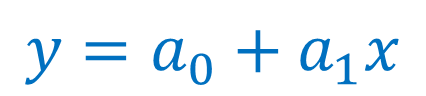 y = a₀ + a₁x